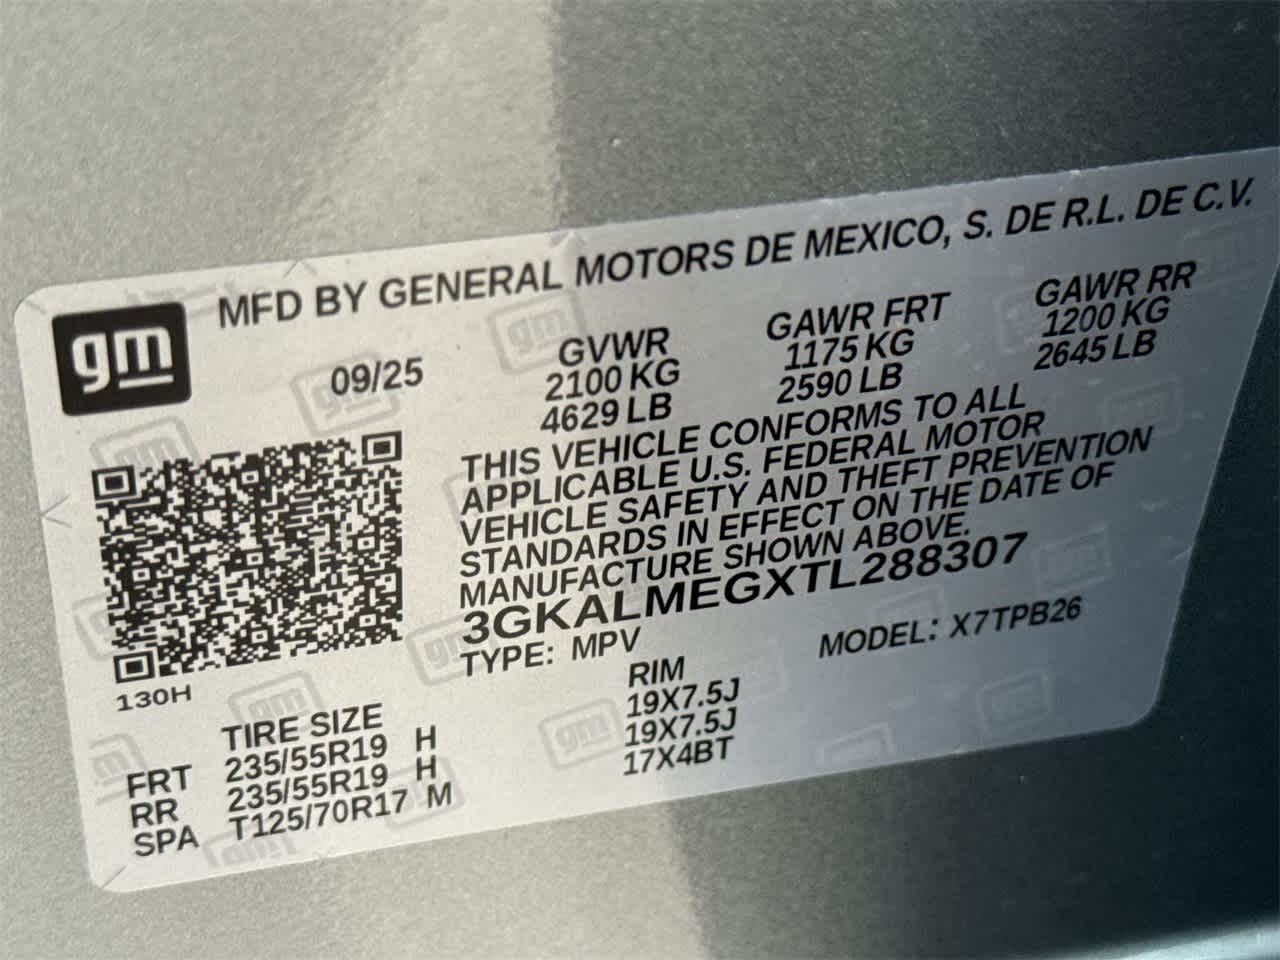 gm
MFD BY GENERAL MOTORS DE MEXICO, S. DE R.L. DE C.V.
09/25
GVWR GAWR FRT GAWR RR
2100 KG 1175 KG 1200 KG
4629 LB 2590 LB 2645 LB
THIS VEHICLE CONFORMS TO ALL
APPLICABLE U.S. FEDERAL MOTOR
VEHICLE SAFETY AND THEFT PREVENTION
STANDARDS IN EFFECT ON THE DATE OF
MANUFACTURE SHOWN ABOVE.
3GKALMEGXTL288307
TYPE: MPV MODEL: X7TPB26
130H
TIRE SIZE RIM
FRT 235/55R19 H 19X7.5J
RR 235/55R19 H 19X7.5J
SPA T125/70R17 M 17X4BT